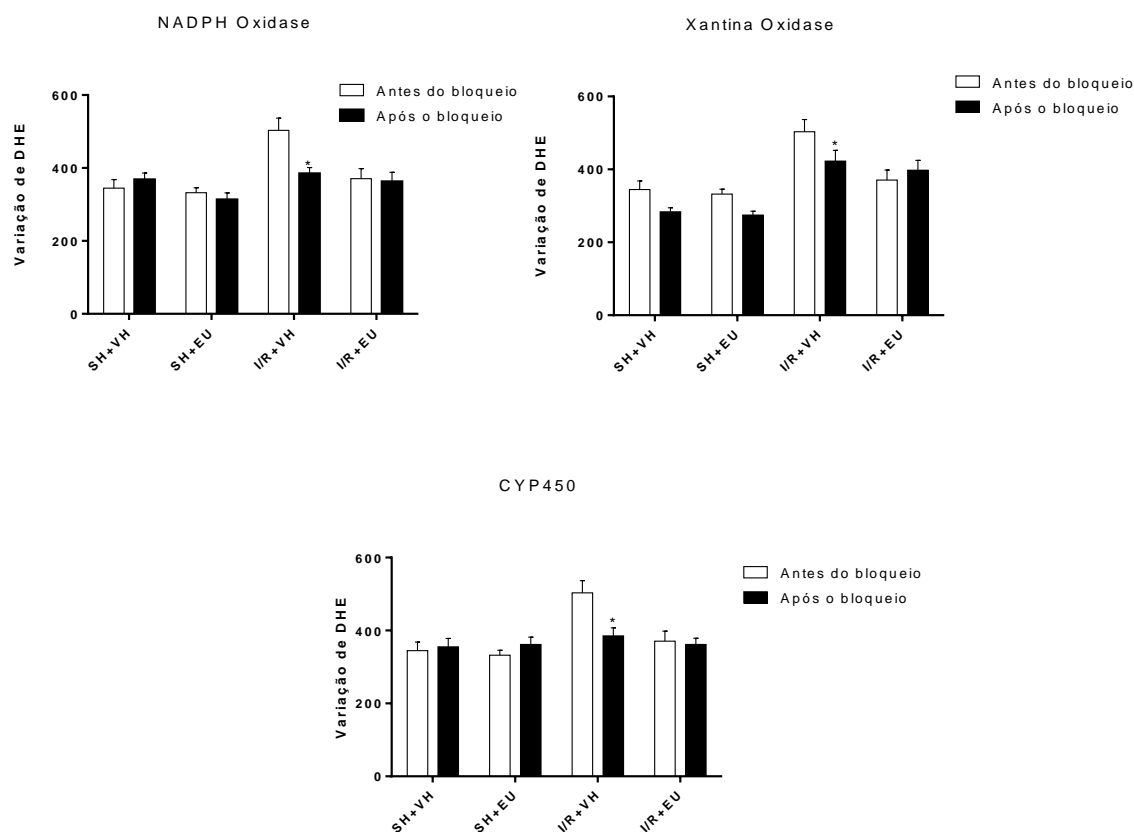 NADPH Oxidase
Antes do bloqueio
Após o bloqueio
Variação de DHE
600
400
200
0
*
SH+VH
SH+EU
I/R+VH
I/R+EU
Xantina Oxidase
Antes do bloqueio
Após o bloqueio
Variação de DHE
600
400
200
0
*
SH+VH
SH+EU
I/R+VH
I/R+EU
CYP450
Antes do bloqueio
Após o bloqueio
Variação de DHE
600
400
200
0
*
SH+VH
SH+EU
I/R+VH
I/R+EU